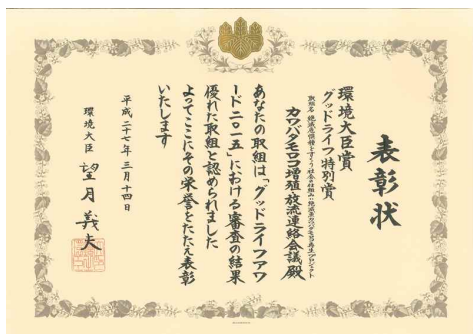 表彰状
環境大臣賞
グッドライフ特別賞
カワバタモロコ増殖放流連絡会議殿
あなたの取組は「グッドライフアワ
ード二〇一五」における審査の結果
優れた取組と認められました
よってここにその栄誉をたたえ表彰
いたします
平成二十七年三月十四日
環境大臣 望月義夫